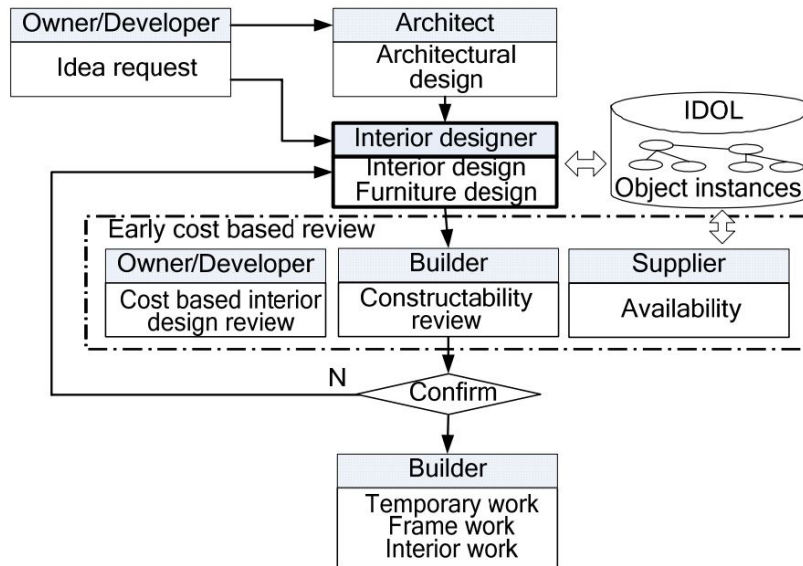 Owner/Developer
Idea request
Architect
Architectural
design
Interior designer
Interior design
Furniture design
IDOL
Object instances
Early cost based review
Owner/Developer
Cost based interior
design review
Builder
Constructability
review
Supplier
Availability
N
Confirm
Builder
Temporary work
Frame work
Interior work